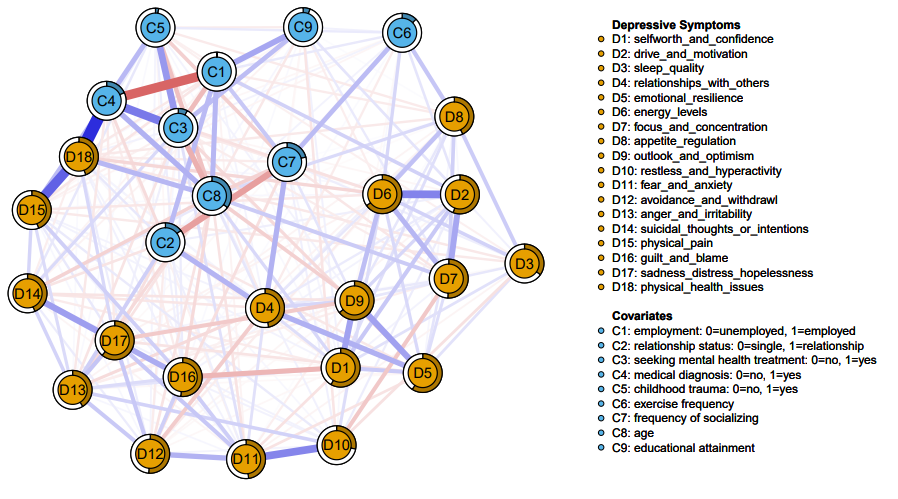 C5
C9
C6
C1
C4
D8
C3
D18
C7
C8
D6
D2
D15
C2
D3
D7
D14
D9
D4
D17
D1
D16
D5
D13
D10
D12
D11
Depressive Symptoms
D1: selfworth_and_confidence
D2: drive_and_motivation
D3: sleep_quality
D4: relationships_with_others
D5: emotional_resilience
D6: energy_levels
D7: focus_and_concentration
D8: appetite_regulation
D9: outlook_and_optimism
D10: restless_and_hyperactivity
D11: fear_and_anxiety
D12: avoidance_and_withdrawl
D13: anger_and_irritability
D14: suicidal_thoughts_or_intentions
D15: physical_pain
D16: guilt_and_blame
D17: sadness_distress_hopelessness
D18: physical_health_issues
Covariates
C1: employment: 0=unemployed, 1=employed
C2: relationship status: 0=single, 1=relationship
C3: seeking mental health treatment: 0=no, 1=yes
C4: medical diagnosis: 0=no, 1=yes
C5: childhood trauma: 0=no, 1=yes
C6: exercise frequency
C7: frequency of socializing
C8: age
C9: educational attainment